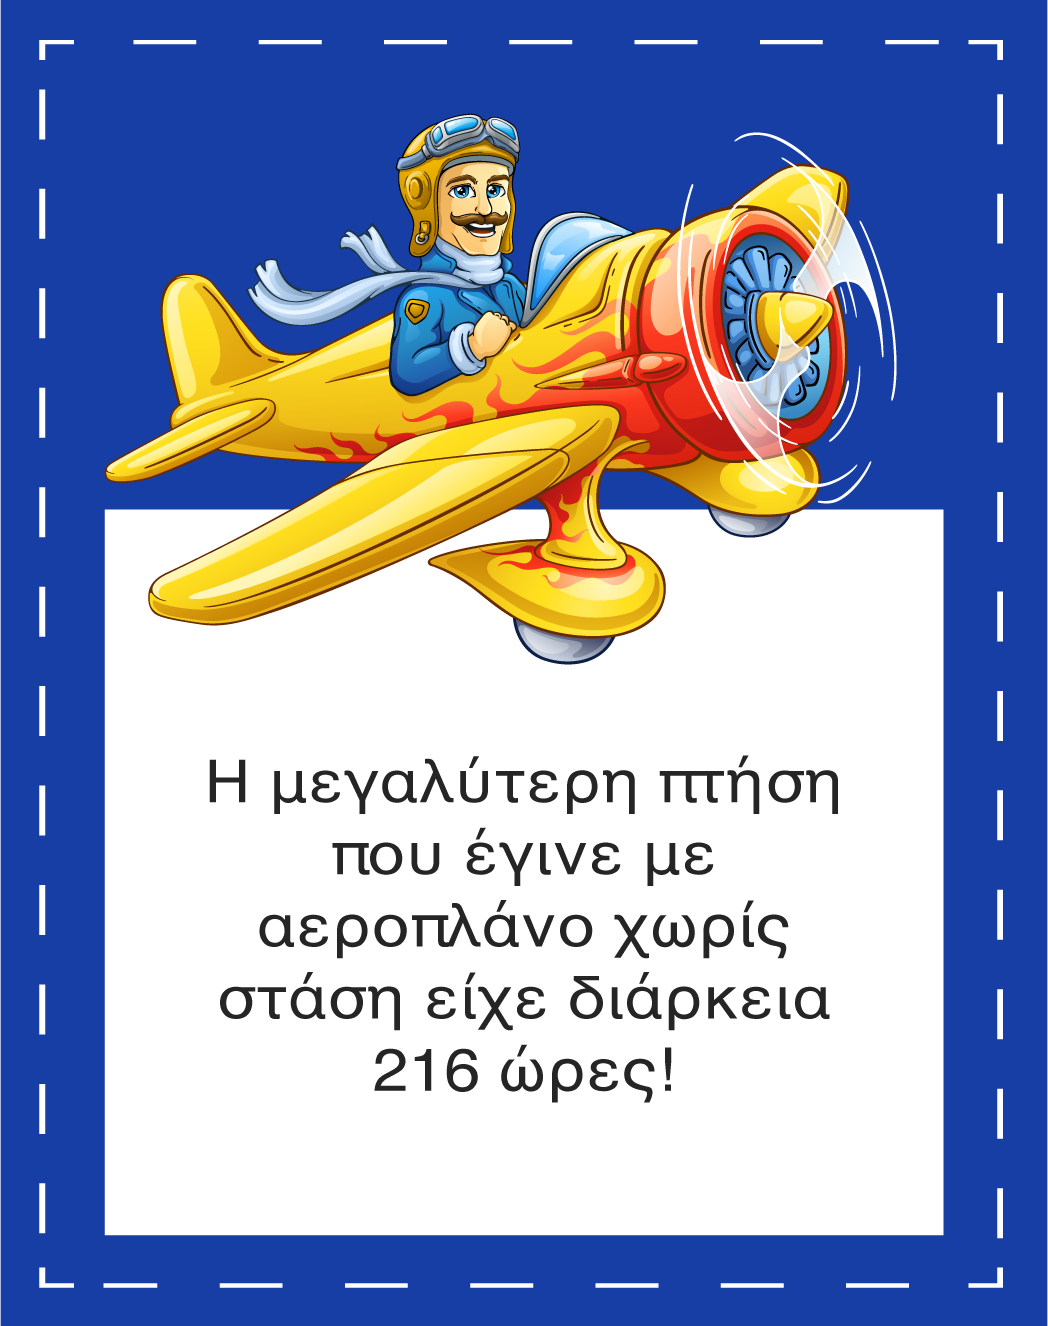 Η μεγαλύτερη πτήση
που έγινε με
αεροπλάνο χωρίς
στάση είχε διάρκεια
216 ώρες!